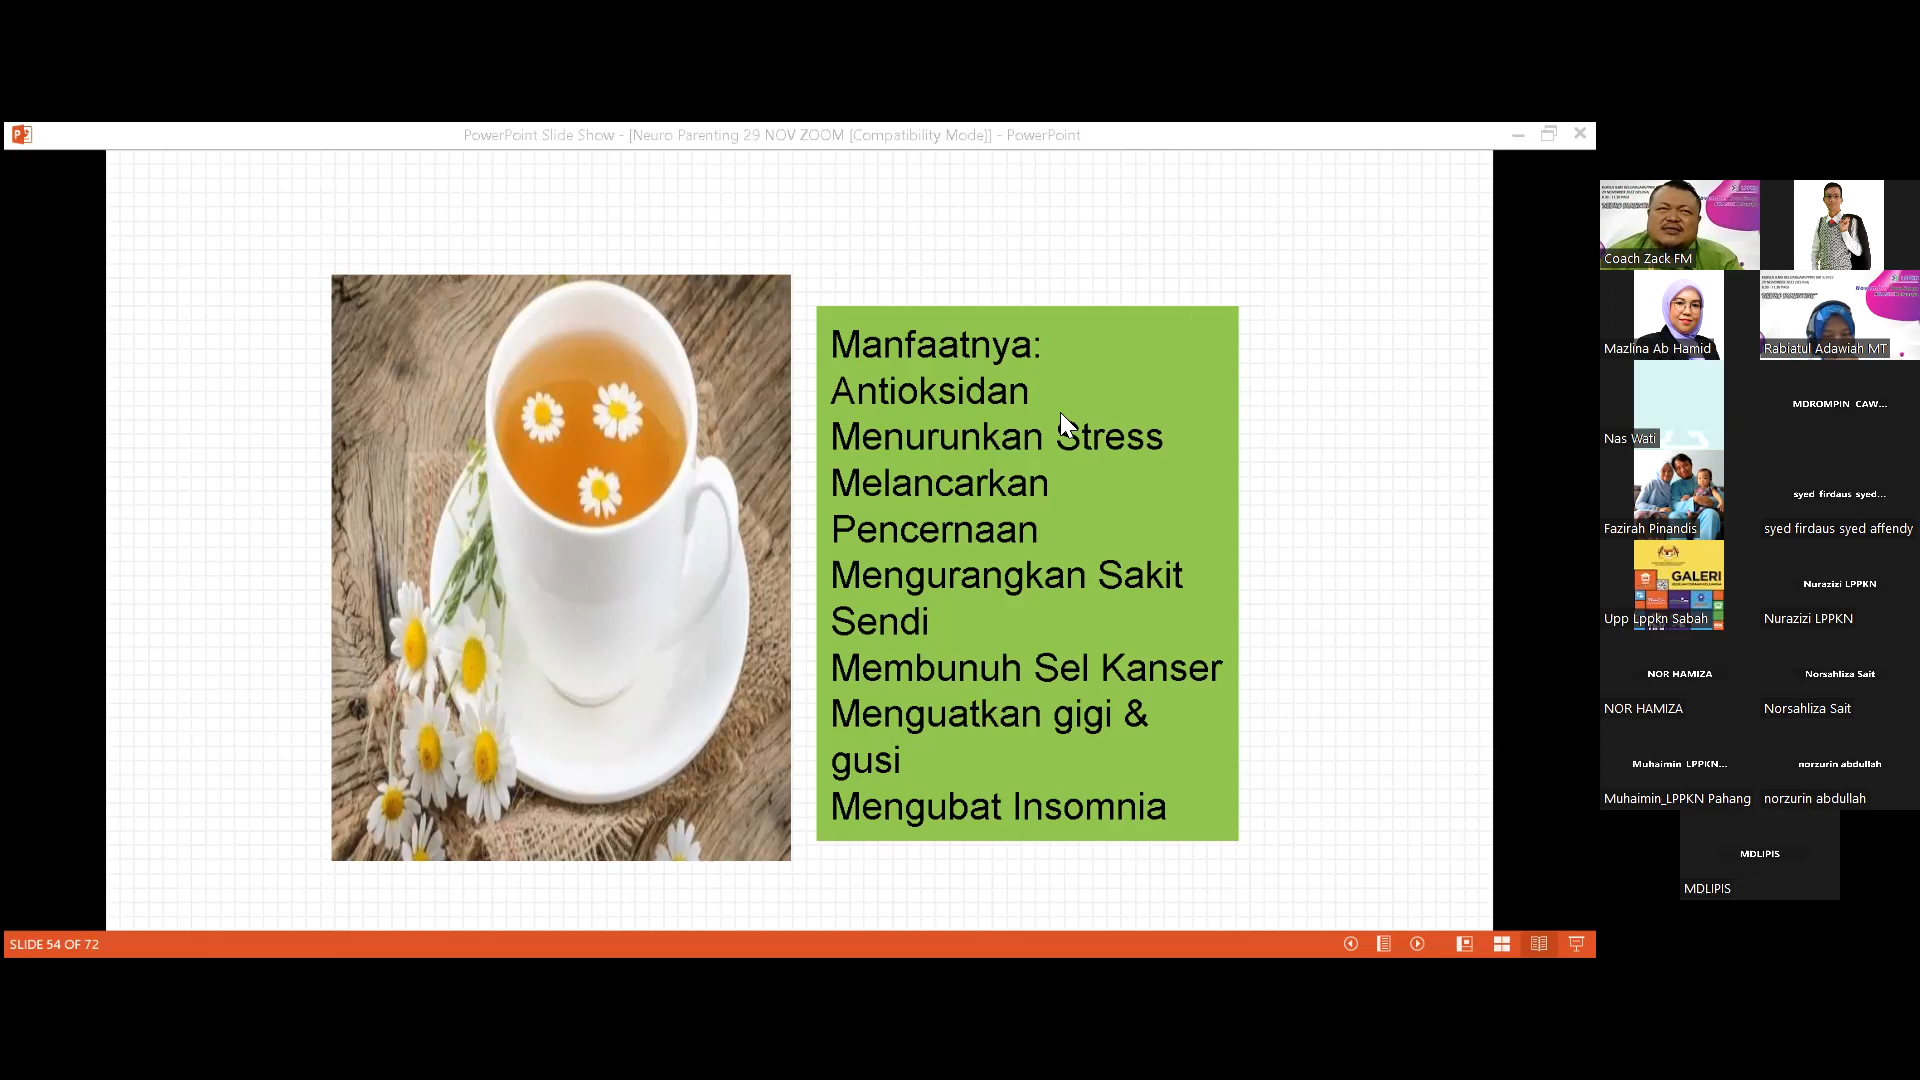 PowerPoint Slide Show - [Neuro Parenting 29 NOV ZOOM [Compatibility Mode]] - PowerPoint
Manfaatnya:
Antioksidan
Menurunkan Stress
Melancarkan
Pencernaan
Mengurangkan Sakit
Sendi
Membunuh Sel Kanser
Menguatkan gigi &
gusi
Mengubat Insomnia
SLIDE 54 OF 72
Coach Zack FM
Mazlina Ab Hamid
Rabiatul Adawiah MT
Nas Wati
MDROMPIN CAW...
Fazirah Pinandis
syed firdaus syed...
syed firdaus syed affendy
GALERI
Upp Lppkn Sabah
Nurazizi LPPKN
Nurazizi LPPKN
NOR HAMIZA
NOR HAMIZA
Norsahliza Sait
Norsahliza Sait
Muhaimin LPPKN...
Muhaimin_LPPKN Pahang
norzurin abdullah
norzurin abdullah
MDLIPIS
MDLIPIS